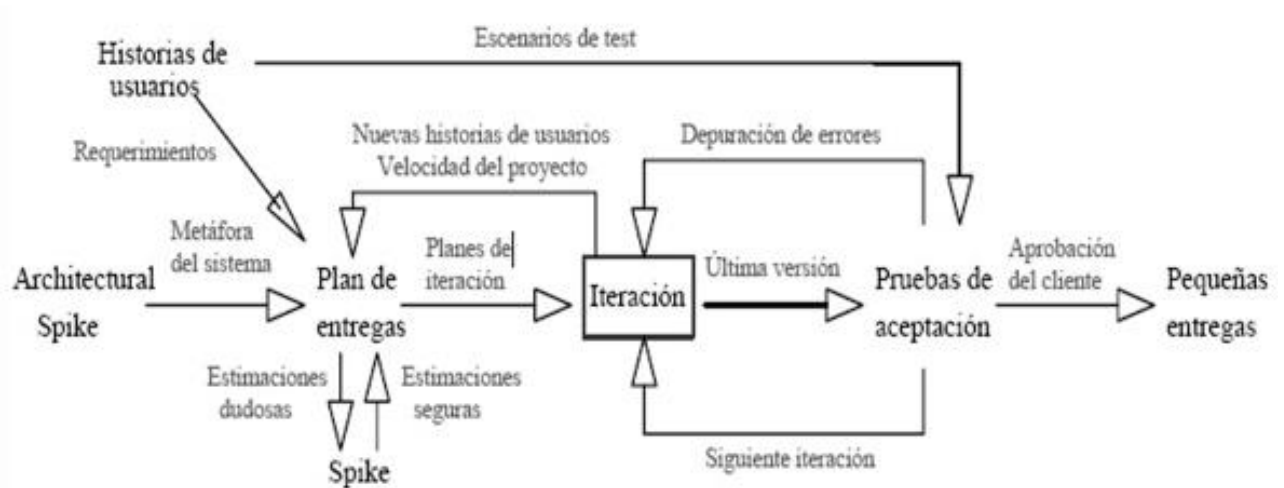 Escenarios de test
Historias de
usuarios
Requerimientos
Nuevas historias de usuarios
Velocidad del proyecto
Depuración de errores
Metáfora
del sistema
Architectural
Spike
Plan de
entregas
Planes de
iteración
Iteración
Última versión
Pruebas de
aceptación
Aprobación
del cliente
Pequeñas
entregas
Estimaciones
dudosas
Estimaciones
seguras
Spike
Siguiente iteración